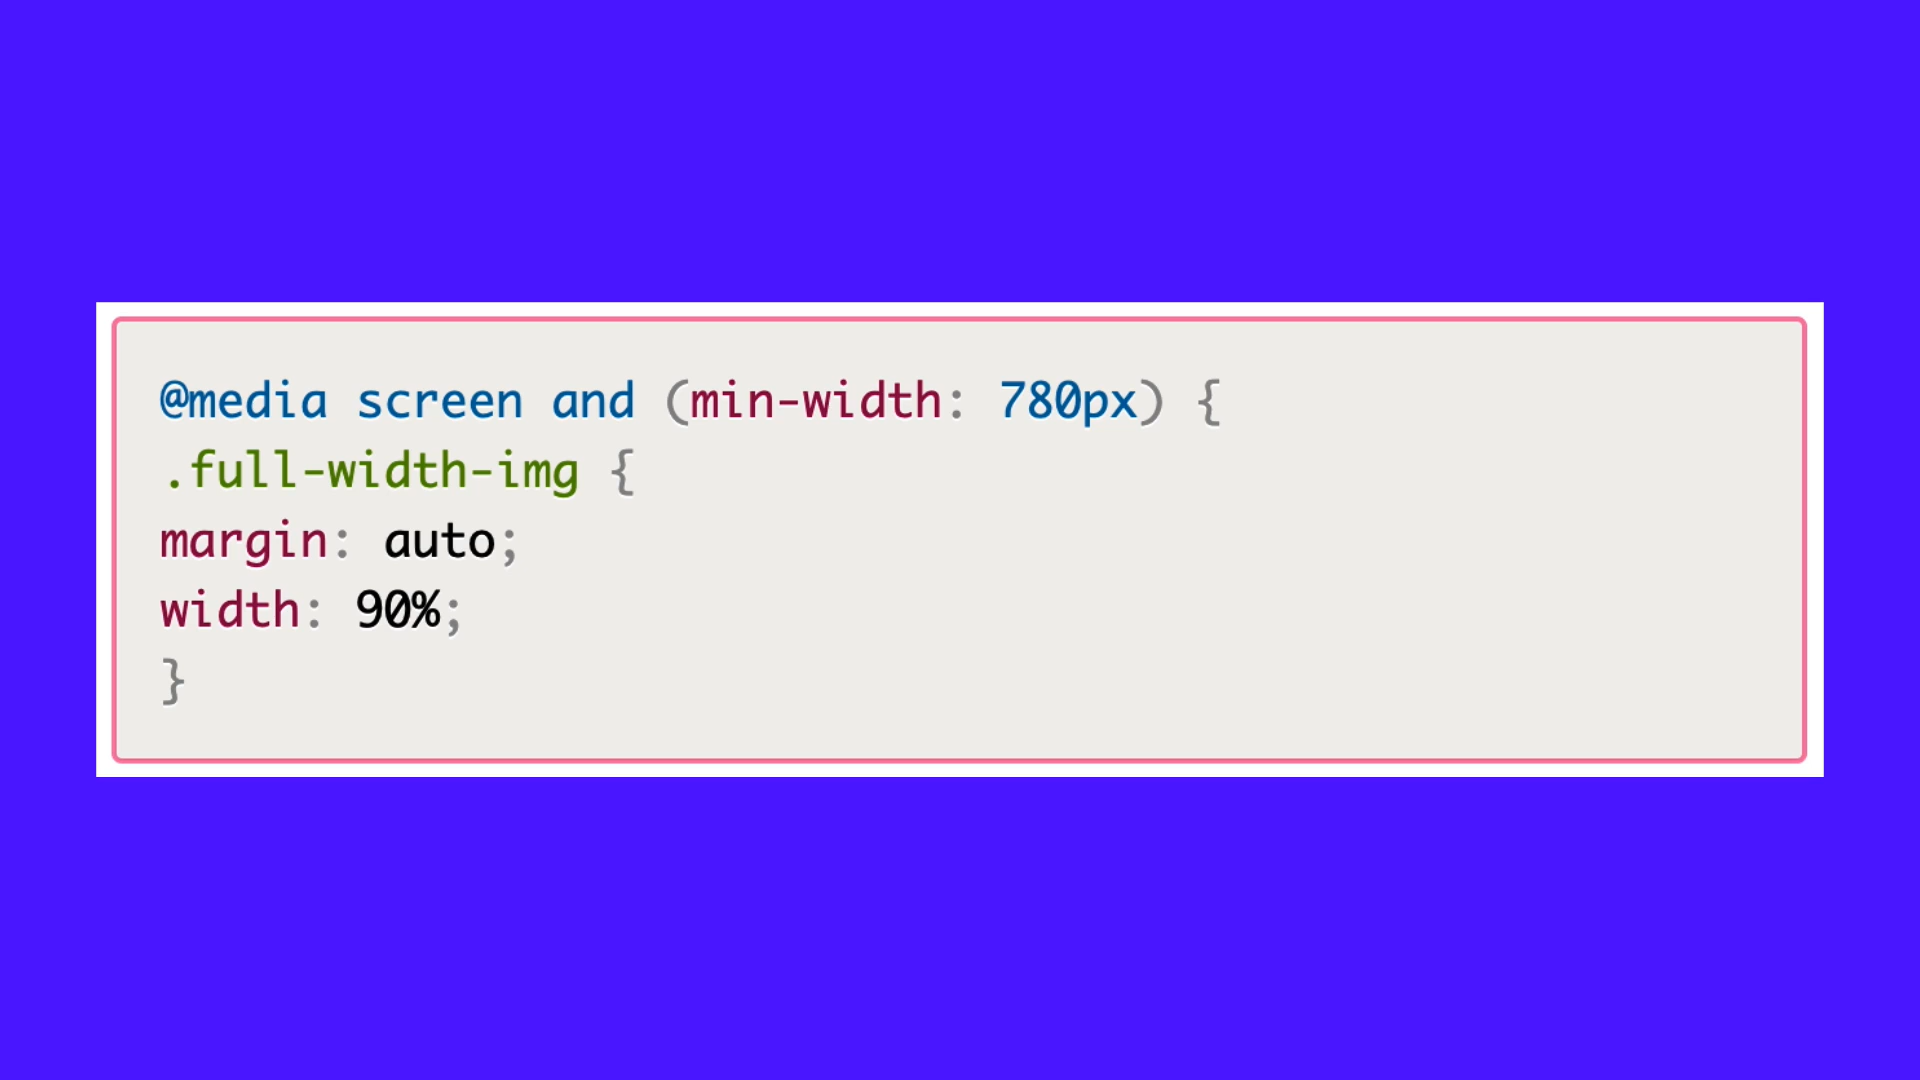 @media screen and (min-width: 780px) {
.full-width-img {
margin: auto;
width: 90%;
}